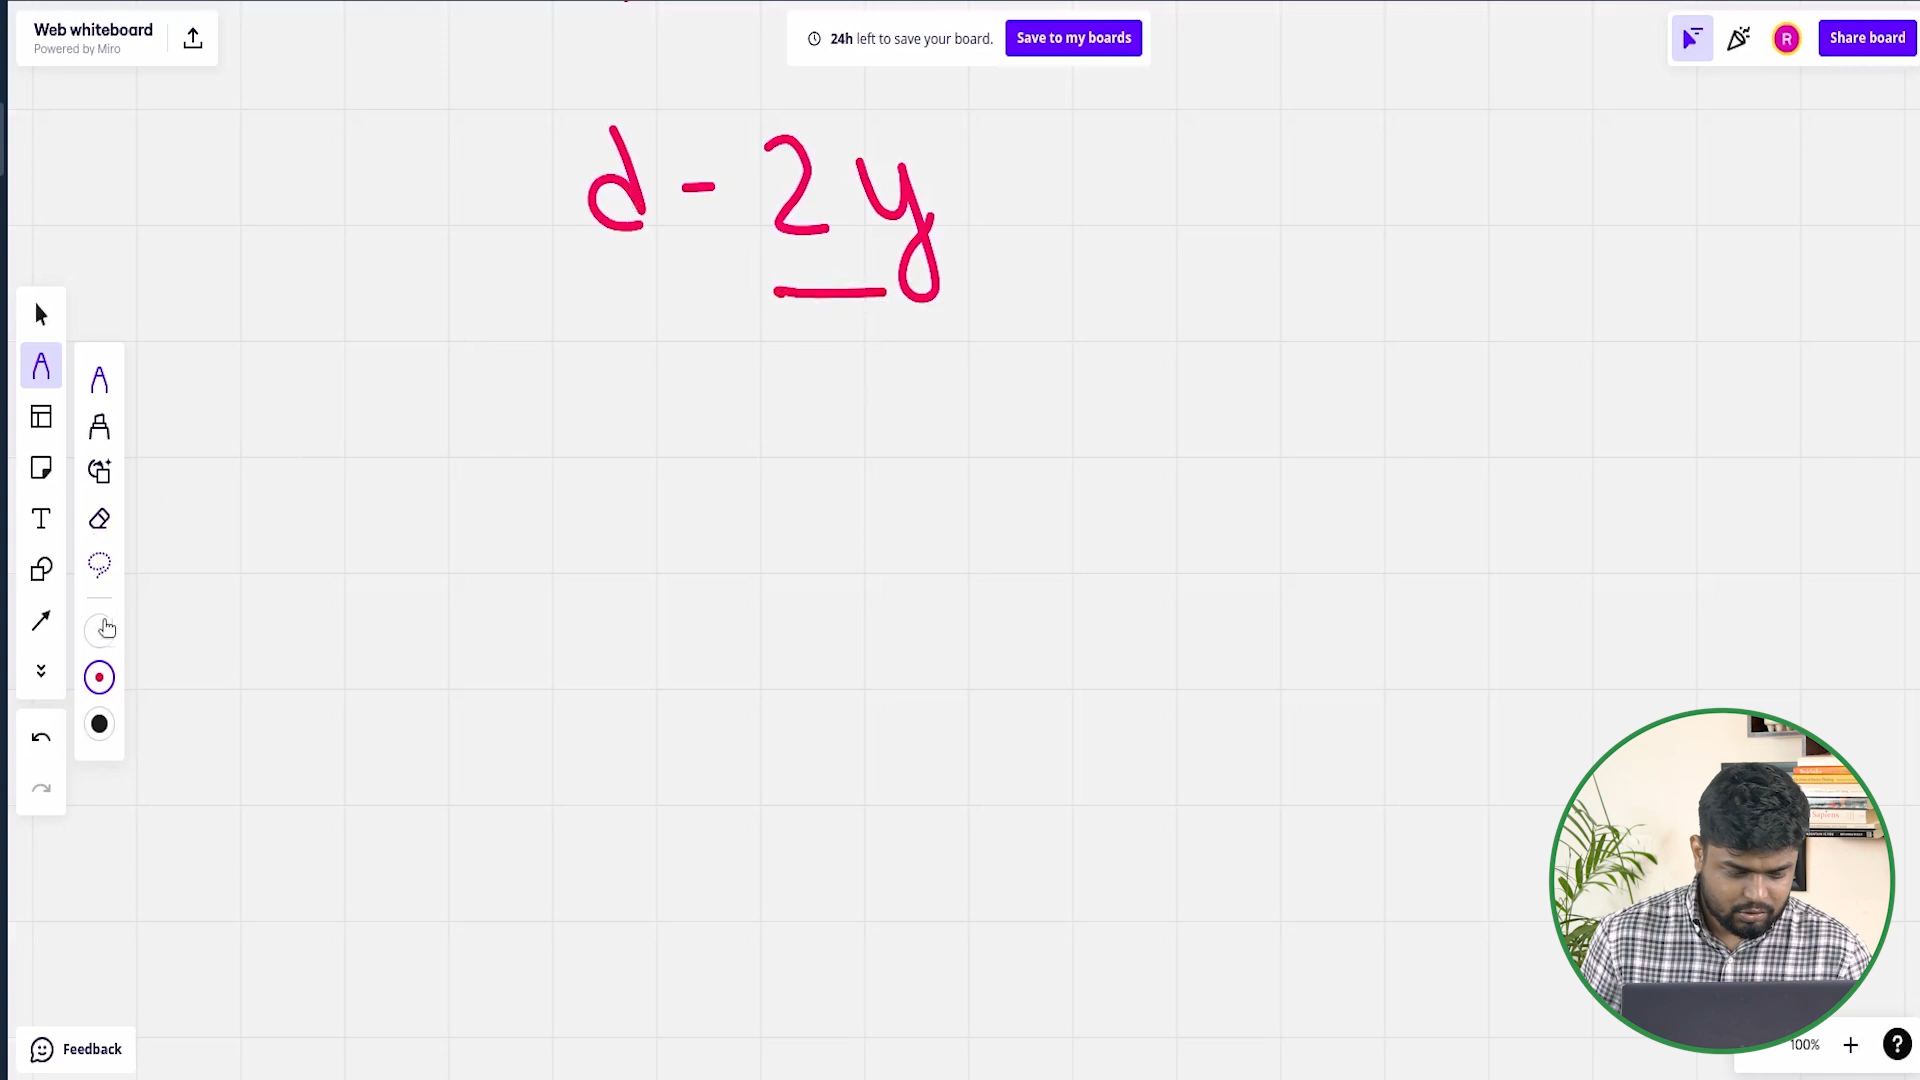 Web whiteboard
Powered by Miro
24h left to save your board.
Save to my boards
R
Share board
d - 2y
Feedback
100%
?